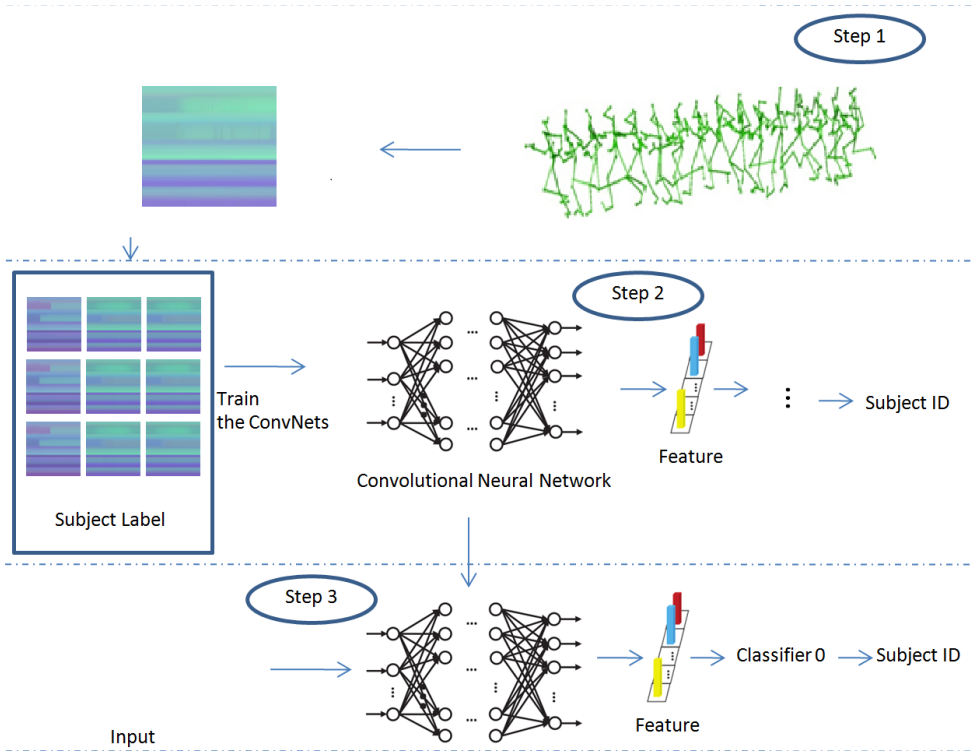 Step 1
Step 2
Train
the ConvNets
...
...
Subject ID
Feature
Convolutional Neural Network
Subject Label
Step 3
...
...
Classifier 0
Subject ID
Feature
Input